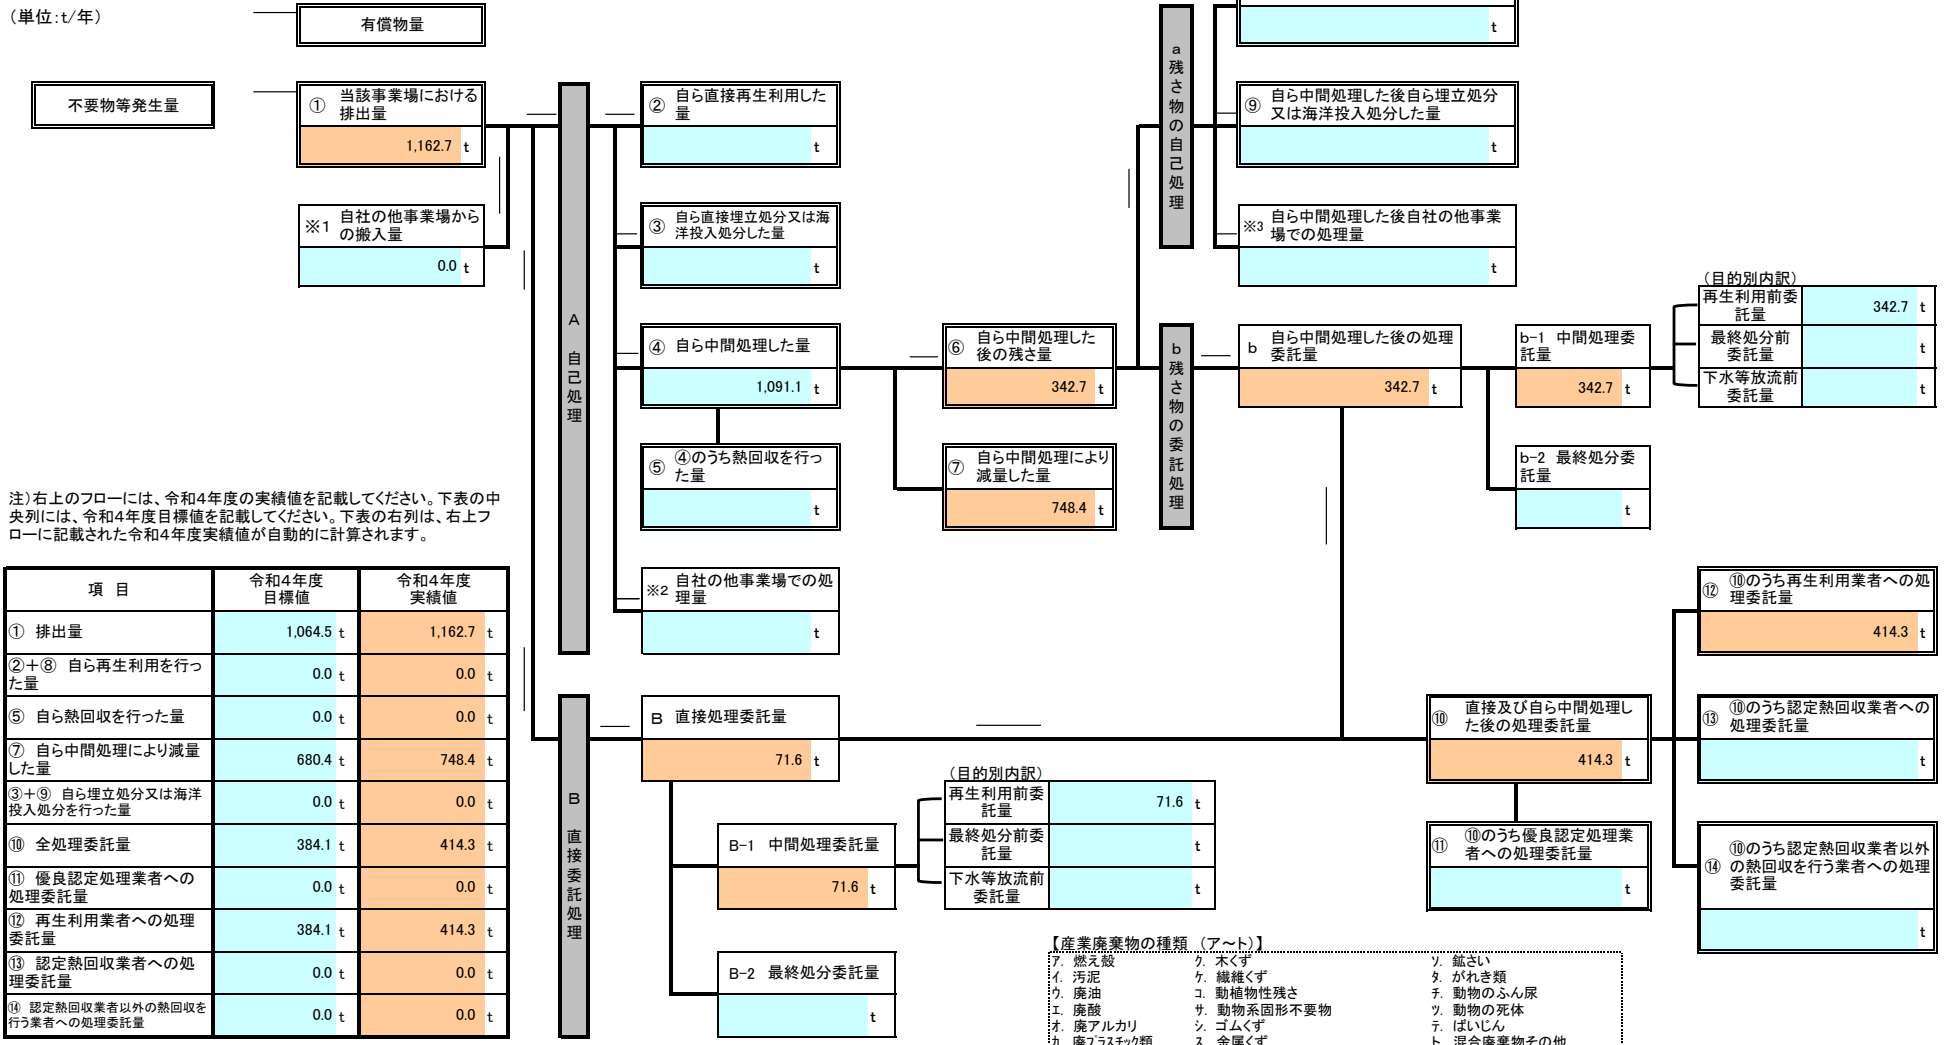 (単位:t/年)
有償物量
不要物等発生量
① 当該事業場における
排出量
1,162.7 t
※1 自社の他事業場から
の搬入量
0.0 t
A 自己処理
② 自ら直接再生利用した
量
t
③ 自ら直接埋立処分又は海
洋投入処分した量
t
④ 自ら中間処理した量
1,091.1 t
⑤ ④のうち熱回収を行っ
た量
t
※2 自社の他事業場での処
理量
t
⑥ 自ら中間処理した
後の残さ量
342.7 t
⑦ 自ら中間処理により
減量した量
748.4 t
a 残さ物の自己処理
t
⑨ 自ら中間処理した後自ら埋立処分
又は海洋投入処分した量
t
※3 自ら中間処理した後自社の他事業
場での処理量
t
b 残さ物の委託処理
b 自ら中間処理した後の処理
委託量
342.7 t
b-1 中間処理委
託量
342.7 t
b-2 最終処分委
託量
t
(目的別内訳)
再生利用前委
託量
342.7 t
最終処分前
委託量
t
下水等放流前
委託量
t
注)右上のフローには、令和4年度の実績値を記載してください。下表の中
央列には、令和4年度目標値を記載してください。下表の右列は、右上フ
ローに記載された令和4年度実績値が自動的に計算されます。
項 目 令和4年度 令和4年度
目標値 実績値
① 排出量 1,064.5 t 1,162.7 t
②+⑧ 自ら再生利用を行っ
た量 0.0 t 0.0 t
⑤ 自ら熱回収を行った量 0.0 t 0.0 t
⑦ 自ら中間処理により減量
した量 680.4 t 748.4 t
③+⑨ 自ら埋立処分又は海洋
投入処分を行った量 0.0 t 0.0 t
⑩ 全処理委託量 384.1 t 414.3 t
⑪ 優良認定処理業者への
処理委託量 0.0 t 0.0 t
⑫ 再生利用業者への処理
委託量 384.1 t 414.3 t
⑬ 認定熱回収業者への処
理委託量 0.0 t 0.0 t
⑭ 認定熱回収業者以外の熱回収を
行う業者への処理委託量 0.0 t 0.0 t
B 直接委託処理
B 直接処理委託量
71.6 t
B-1 中間処理委託量
71.6 t
B-2 最終処分委託量
t
(目的別内訳)
再生利用前委
託量
71.6 t
最終処分前委
託量
t
下水等放流前
委託量
t
⑩ 直接及び自ら中間処理し
た後の処理委託量
414.3 t
⑪ ⑩のうち優良認定処理業
者への処理委託量
t
⑫ ⑩のうち再生利用業者への処
理委託量
414.3 t
⑬ ⑩のうち認定熱回収業者への
処理委託量
t
⑭ ⑩のうち認定熱回収業者以外
の熱回収を行う業者への処理
委託量
t
【産業廃棄物の種類 (ア～ト)】
ア. 燃え殻 ク. 木くず ソ. 鉱さい
イ. 汚泥 ケ. 繊維くず タ. がれき類
ウ. 廃油 コ. 動植物性残さ チ. 動物のふん尿
エ. 廃酸 サ. 動物系固形不要物 ツ. 動物の死体
オ. 廃アルカリ シ. ゴムくず テ. ばいじん
カ. 廃プラスチック類 ス. 金属くず ト. 混合廃棄物その他